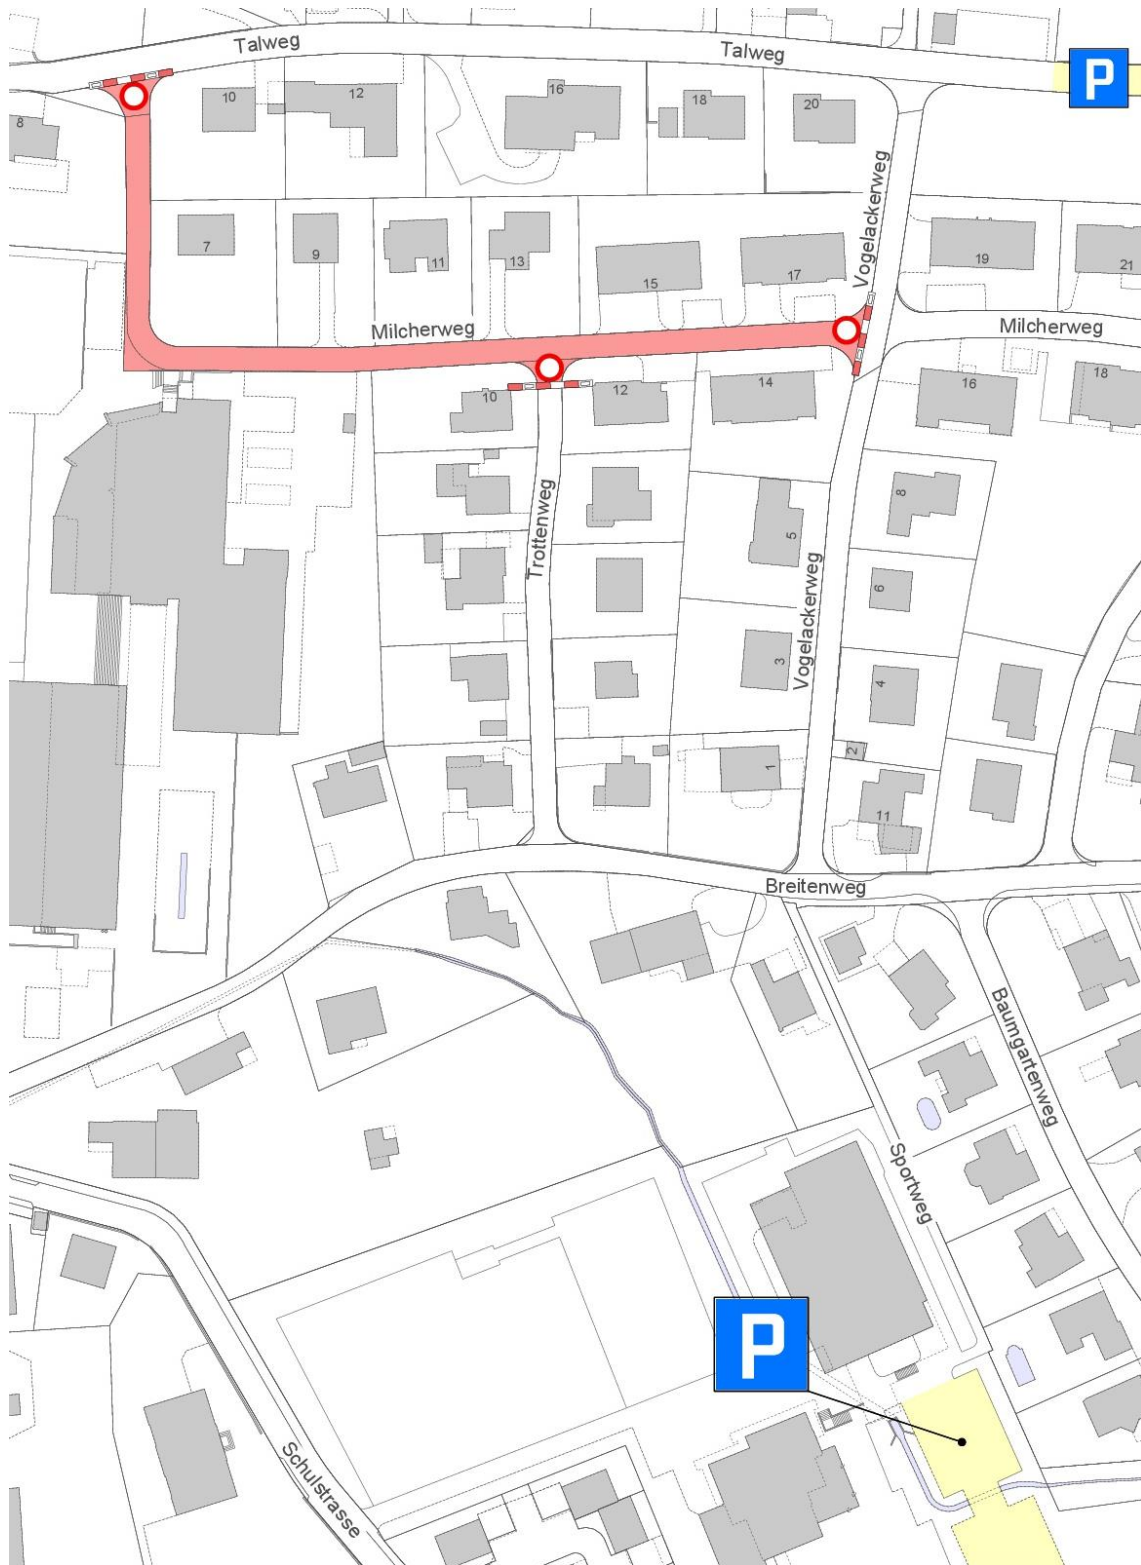 Talweg
Talweg
P
10
12
16
18
20
8
Vogelackerweg
7
9
11
13
15
17
19
21
Milcherweg
Milcherweg
10
12
14
16
18
Trottenweg
8
5
6
Vogelackerweg
3
4
2
1
11
Breitenweg
Baumgartenweg
Sportweg
P
Schulstrasse